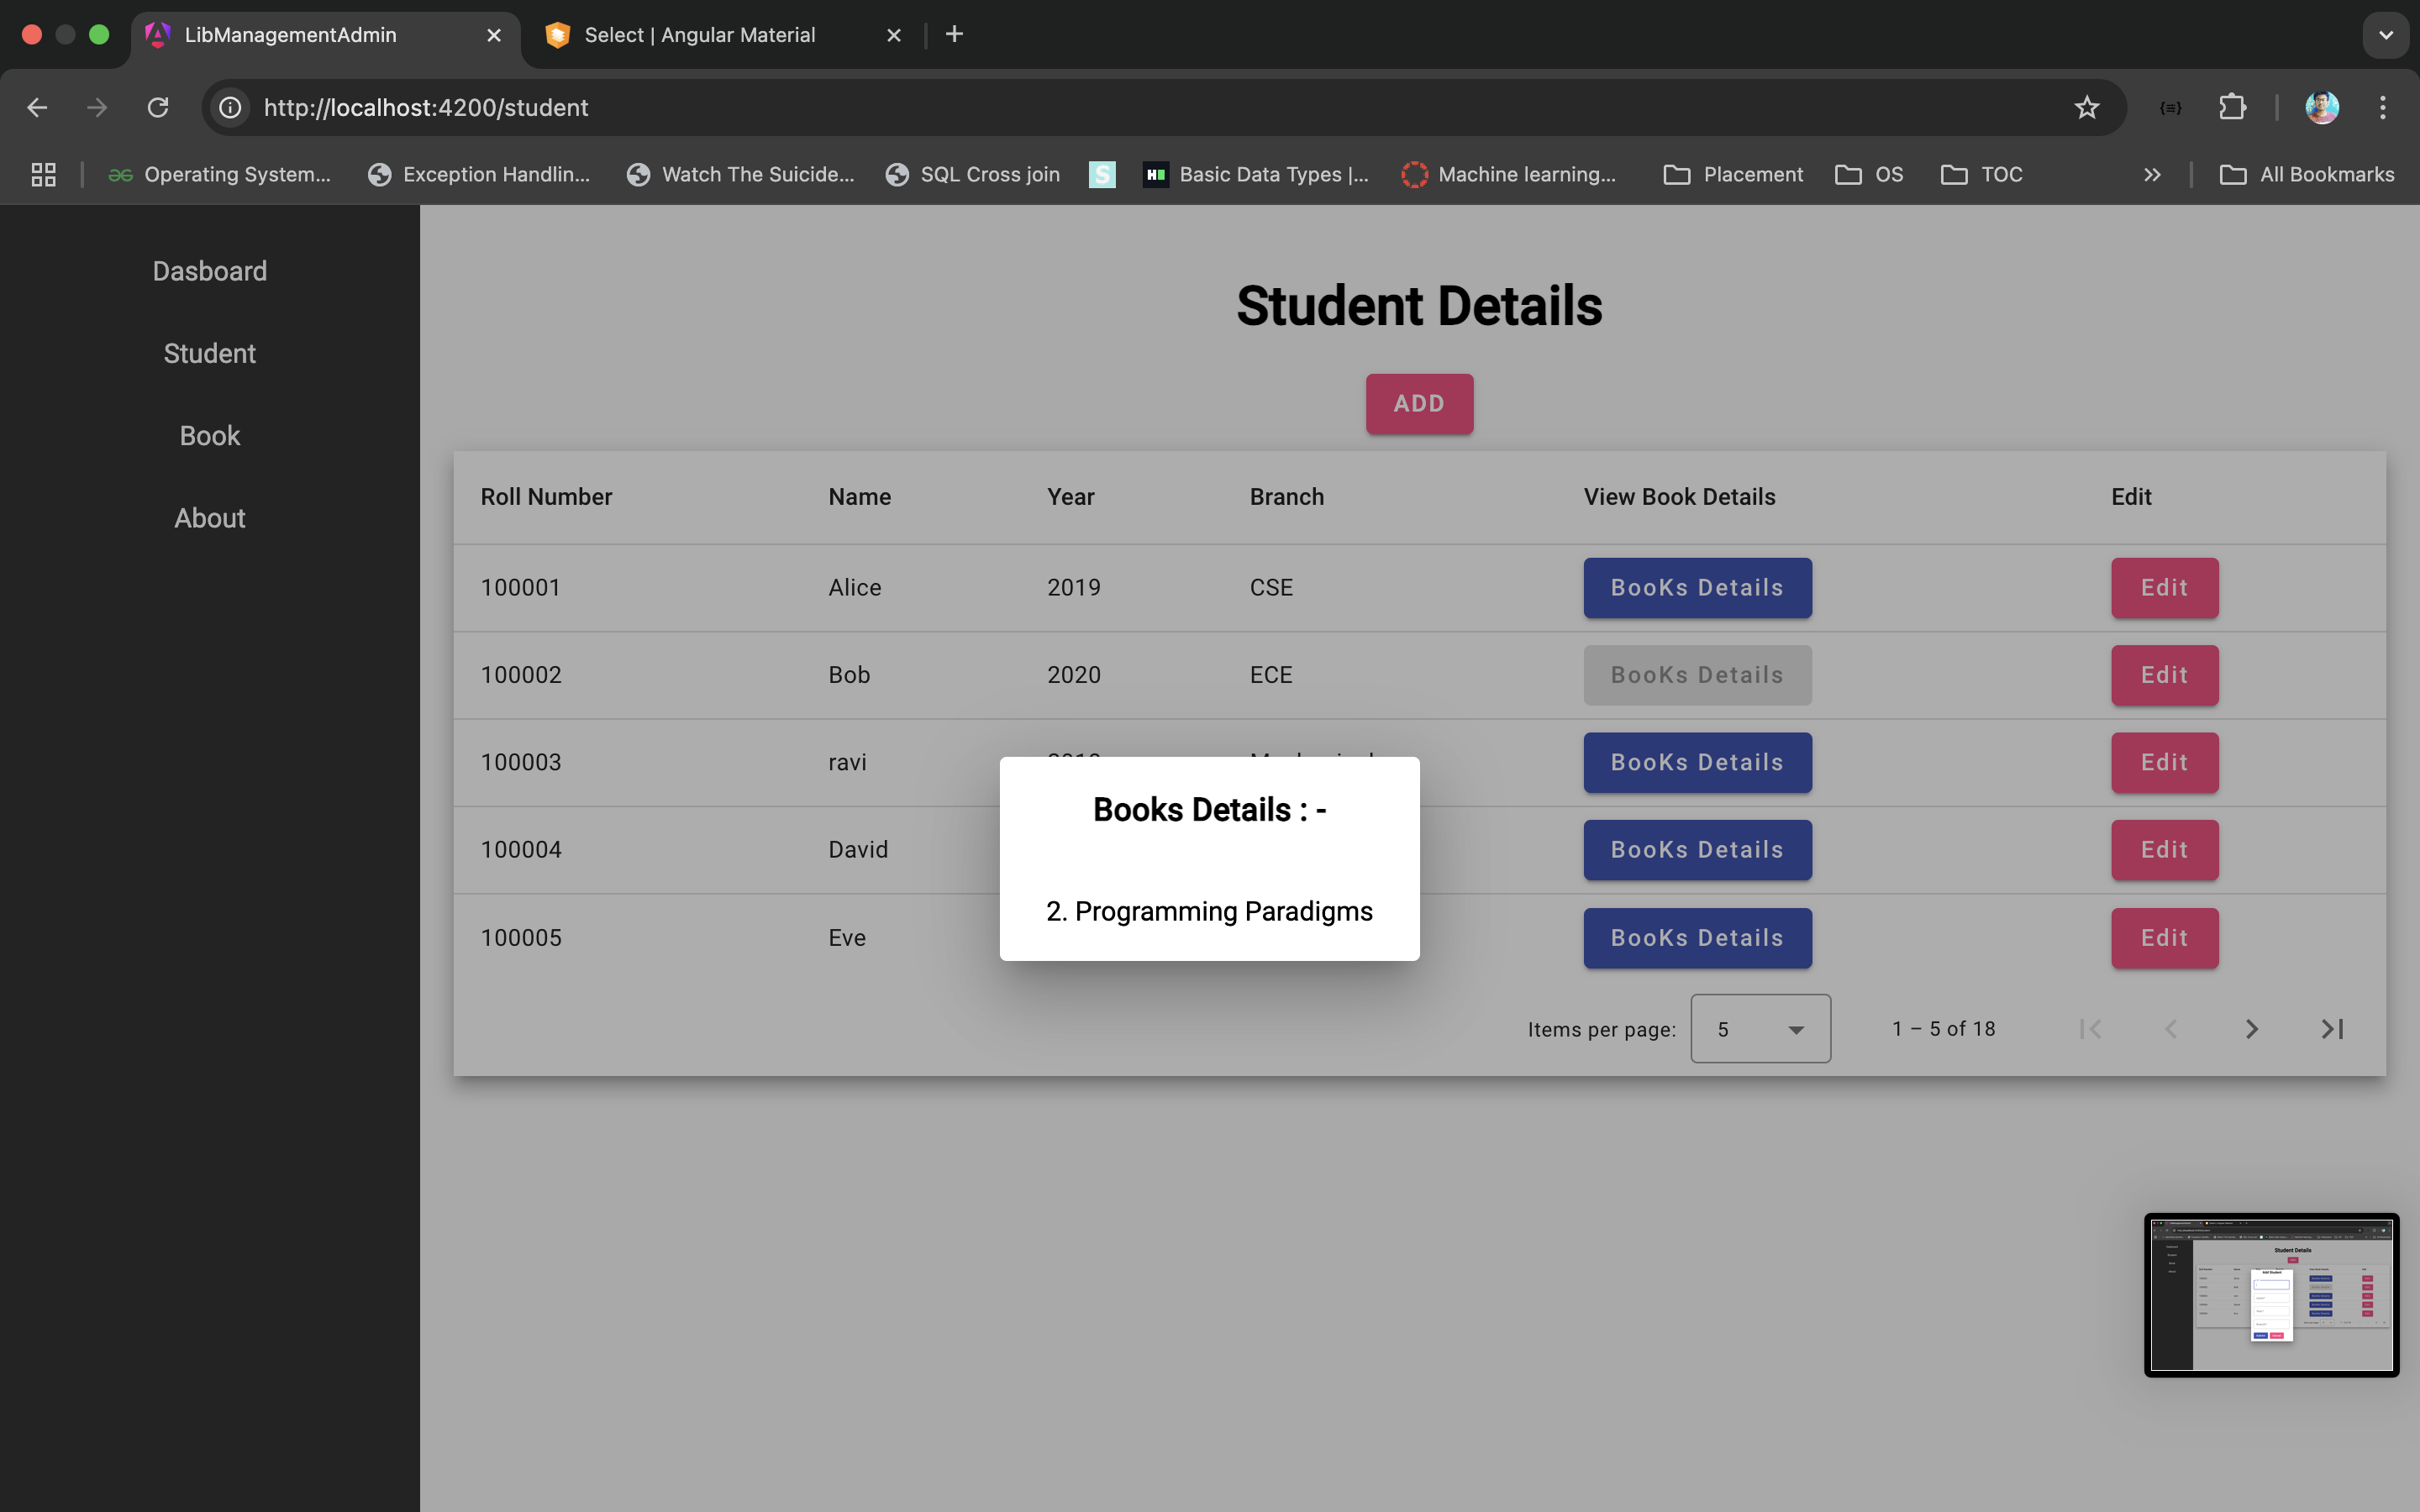 LibManagementAdmin
Select | Angular Material
http://localhost:4200/student
Operating System...
Exception Handlin...
Watch The Suicide...
SQL Cross join
S
H
Basic Data Types |...
Machine learning...
Placement
OS
TOC
All Bookmarks
Dasboard
Student
Book
About
Student Details
ADD
Roll Number Name Year Branch View Book Details Edit
100001 Alice 2019 CSE BooKs Details Edit
100002 Bob 2020 ECE BooKs Details Edit
100003 ravi BooKs Details Edit
100004 David BooKs Details Edit
100005 Eve BooKs Details Edit
Books Details : -
2. Programming Paradigms
Items per page: 5 1 – 5 of 18
Student Details
Add Student